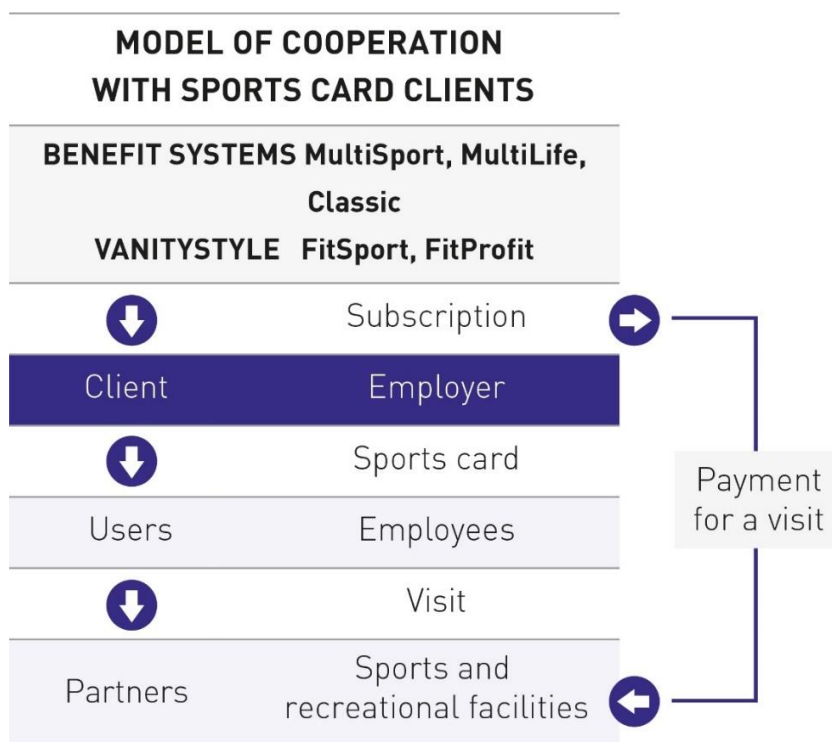 MODEL OF COOPERATION
WITH SPORTS CARD CLIENTS
BENEFIT SYSTEMS MultiSport, MultiLife,
Classic
VANITYSTYLE FitSport, FitProfit
Subscription
Client Employer
Sports card
Users Employees
Visit
Partners
Sports and
recreational facilities
Payment
for a visit